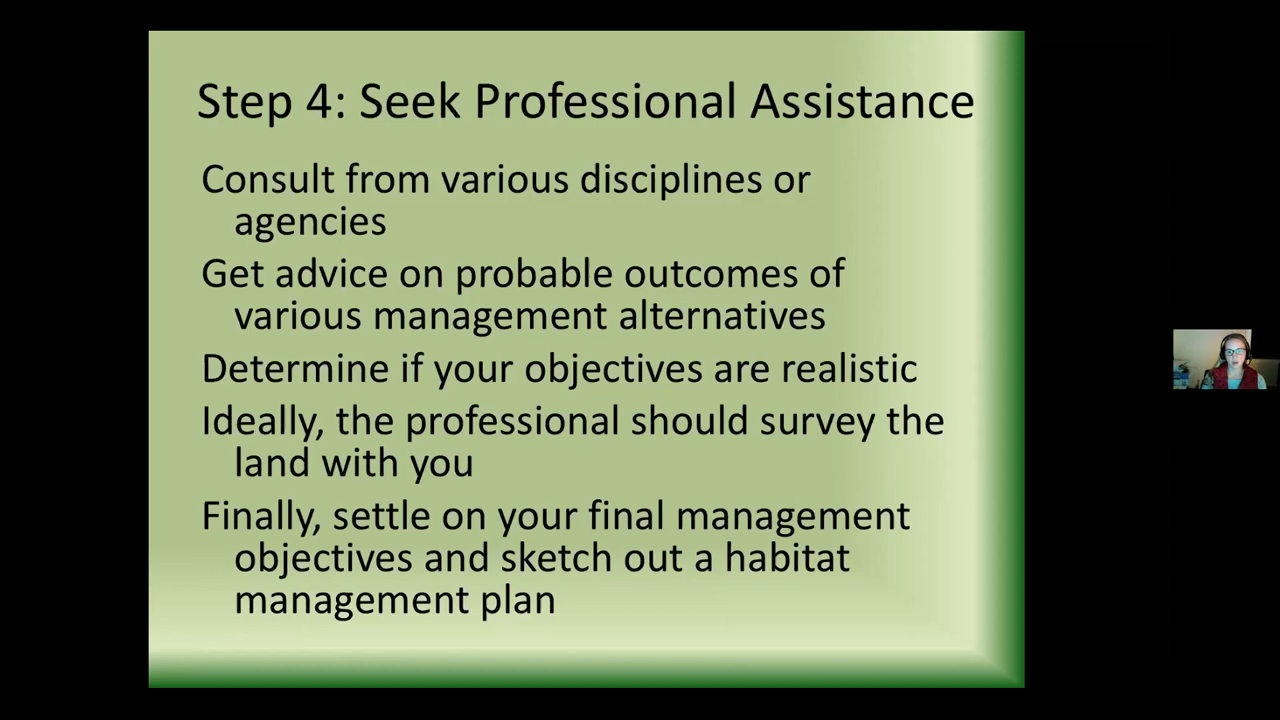 Step 4: Seek Professional Assistance
Consult from various disciplines or
agencies
Get advice on probable outcomes of
various management alternatives
Determine if your objectives are realistic
Ideally, the professional should survey the
land with you
Finally, settle on your final management
objectives and sketch out a habitat
management plan